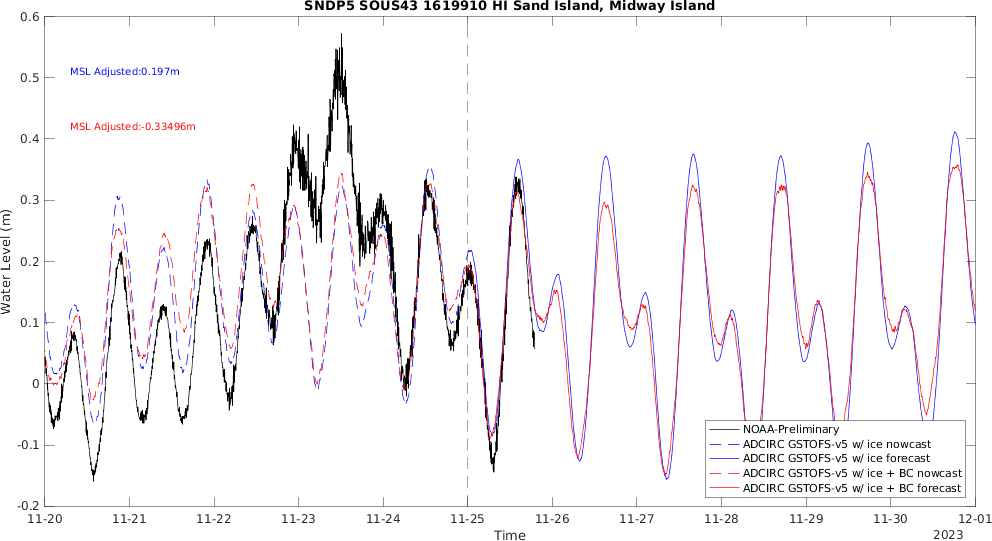 SNDP5 SOUS43 1619910 HI Sand Island, Midway Island
0.6
MSL Adjusted:0.197m
0.5
MSL Adjusted:-0.33496m
0.4
0.3
Water Level (m)
0.2
0.1
0
-0.1
NOAA-Preliminary
ADCIRC GSTOFS-v5 w/ ice nowcast
ADCIRC GSTOFS-v5 w/ ice forecast
ADCIRC GSTOFS-v5 w/ ice + BC nowcast
ADCIRC GSTOFS-v5 w/ ice + BC forecast
-0.2
11-20 11-21 11-22 11-23 11-24 11-25 11-26 11-27 11-28 11-29 11-30 12-01
Time
2023